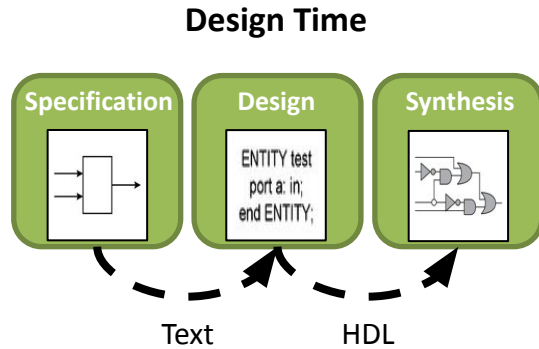 Design Time
Specification
Design
Synthesis
ENTITY test
port a: in;
end ENTITY;
Text
HDL